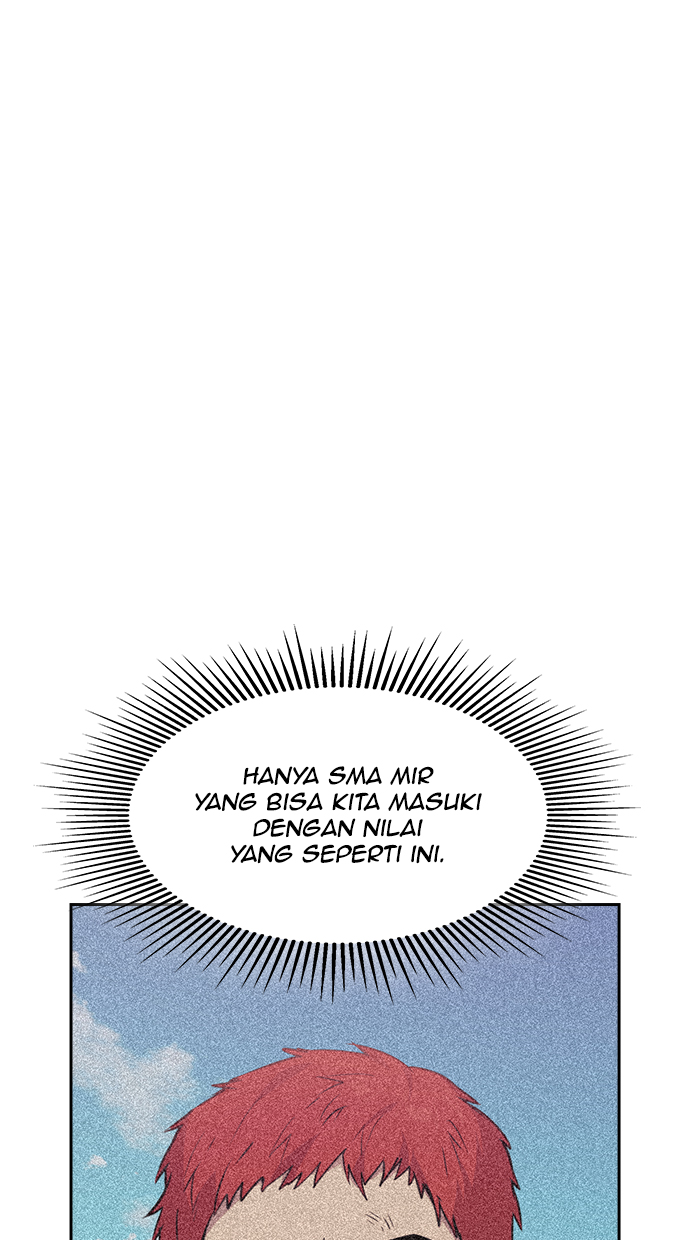 HANYA SMA MIR
YANG BISA KITA MASUKI
DENGAN NILAI
YANG SEPERTI INI.